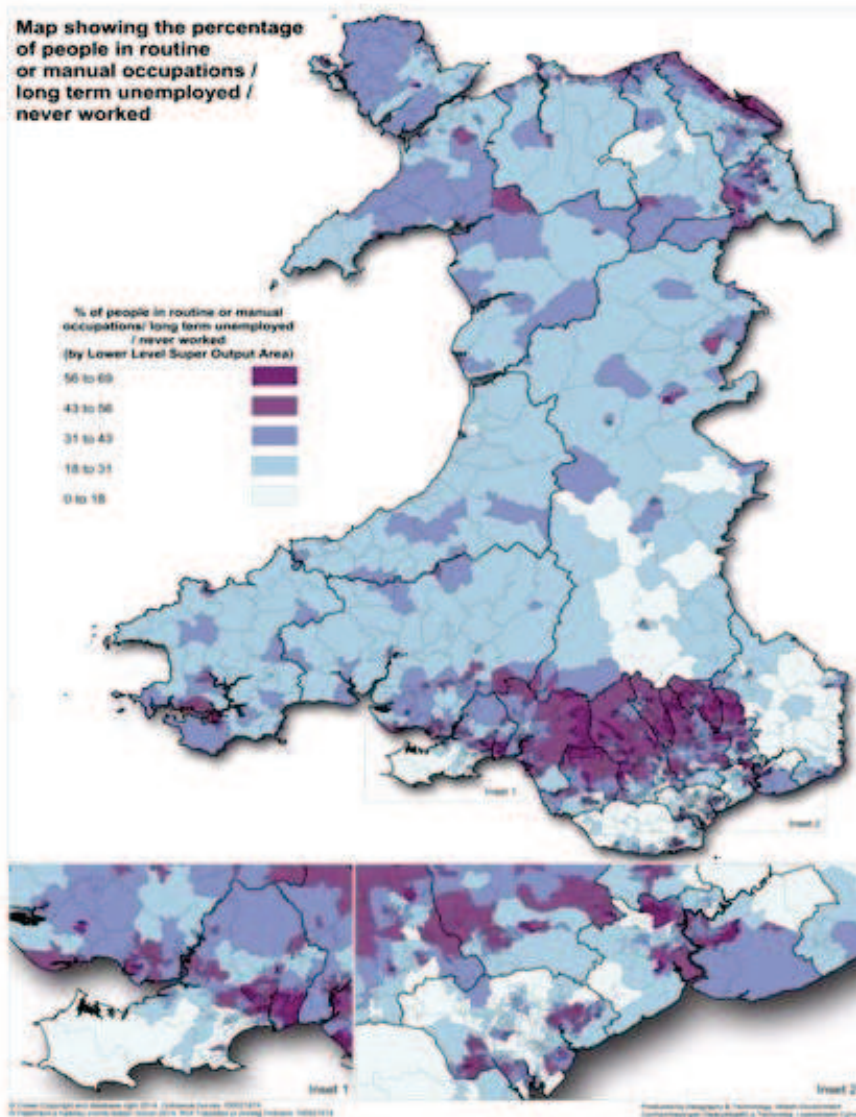 Map showing the percentage
of people in routine
or manual occupations /
long term unemployed /
never worked
% of people in routine or manual
occupations/ long term unemployed
/ never worked
(by Lower Level Super Output Area)
56 to 69
43 to 56
31 to 43
18 to 31
0 to 18
Inset 1
Inset 2
Inset 1
Inset 2